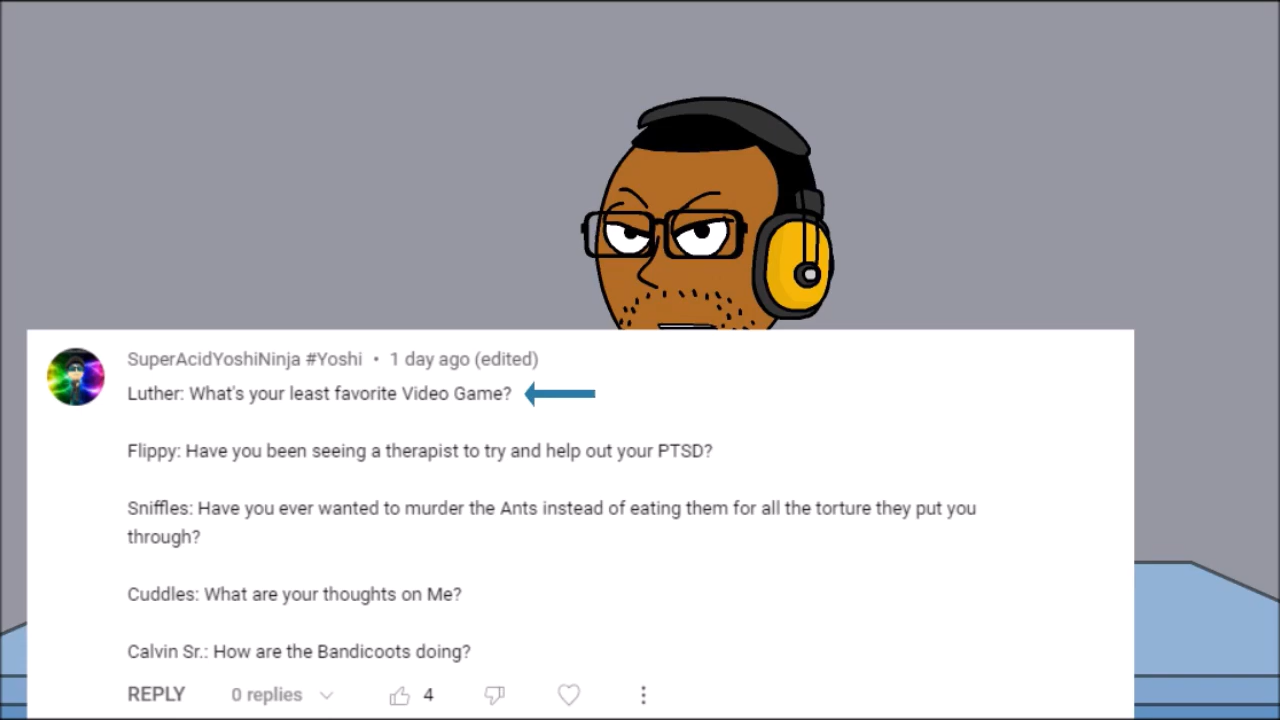 SuperAcidYoshiNinja #Yoshi • 1 day ago (edited)
Luther: What's your least favorite Video Game?
Flippy: Have you been seeing a therapist to try and help out your PTSD?
Sniffles: Have you ever wanted to murder the Ants instead of eating them for all the torture they put you
through?
Cuddles: What are your thoughts on Me?
Calvin Sr.: How are the Bandicoots doing?
REPLY 0 replies 4